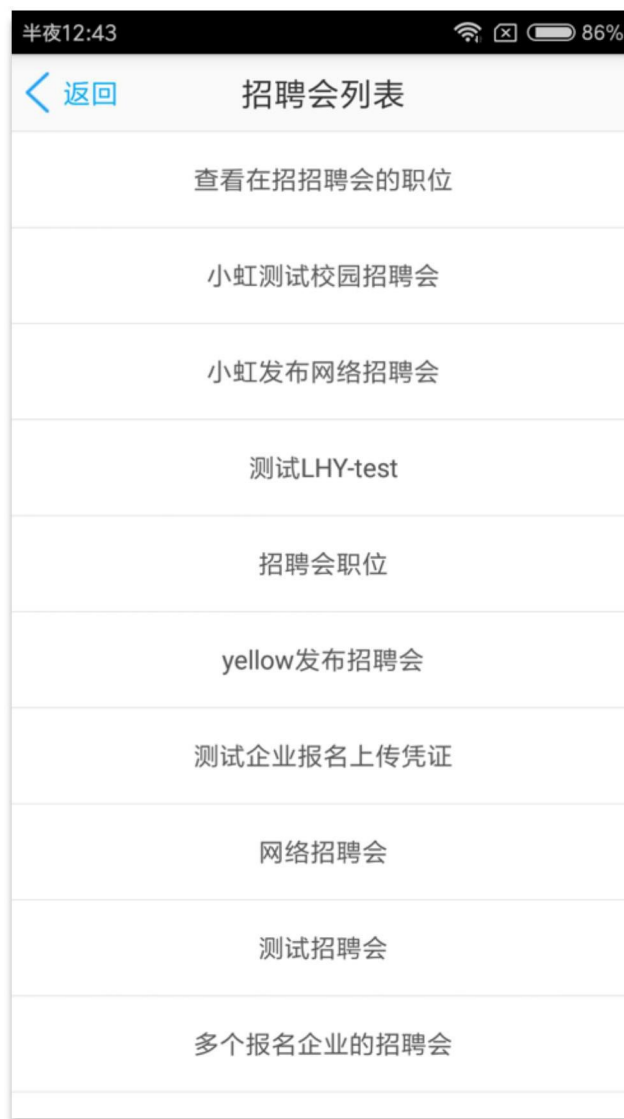 半夜12:43 86%
返回 招聘会列表
查看在招招聘会的职位
小虹测试校园招聘会
小虹发布网络招聘会
测试LHY-test
招聘会职位
yellow发布招聘会
测试企业报名上传凭证
网络招聘会
测试招聘会
多个报名企业的招聘会